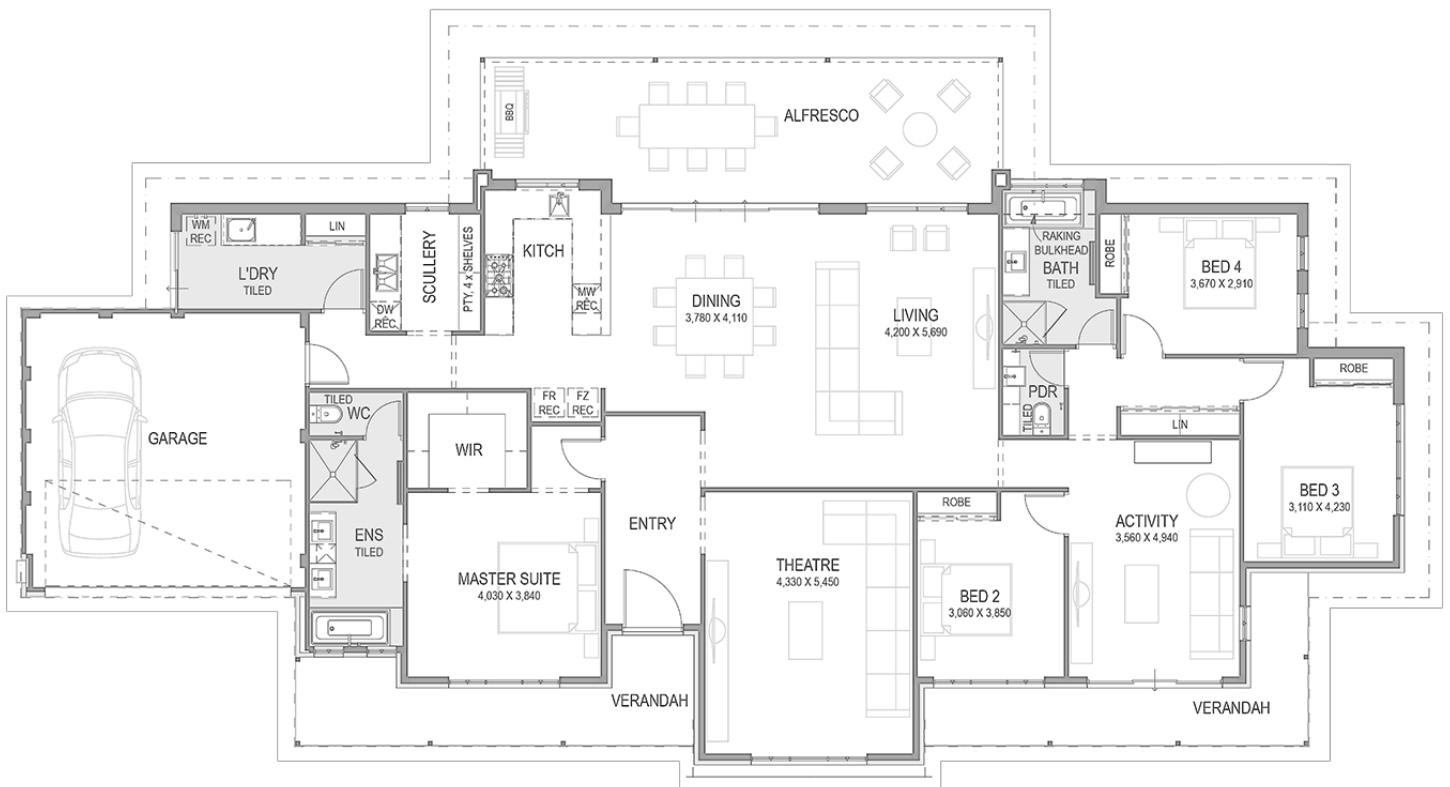 BBQ
ALFRESCO
WM
REC
LIN
L'DRY
TILED
SCULLERY
DW
REC
PTY, 4 x SHELVES
KITCH
MW
REC
DINING
3,780 X 4,110
LIVING
4,200 X 5,690
RAKING
BULKHEAD
BATH
TILED
ROBE
BED 4
3,670 X 2,910
ROBE
PDR
TILED
LIN
BED 3
3,110 X 4,230
GARAGE
TILED
WC
WIR
FR
REC
FZ
REC
ENS
TILED
MASTER SUITE
4,030 X 3,840
ENTRY
THEATRE
4,330 X 5,450
ROBE
BED 2
3,060 X 3,850
ACTIVITY
3,560 X 4,940
VERANDAH
VERANDAH